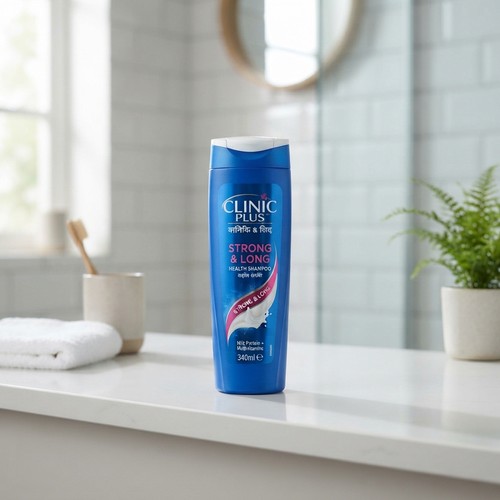 CLINIC
PLUS
STRONG
& LONG
HEALTH SHAMPOO
STRONG & LONG
Milk Protein +
Multivitamins
340ml ℮